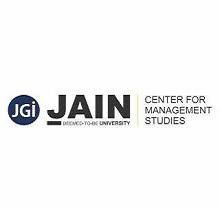 JGi
JAIN
DEEMED-TO-BE UNIVERSITY
CENTER FOR
MANAGEMENT
STUDIES